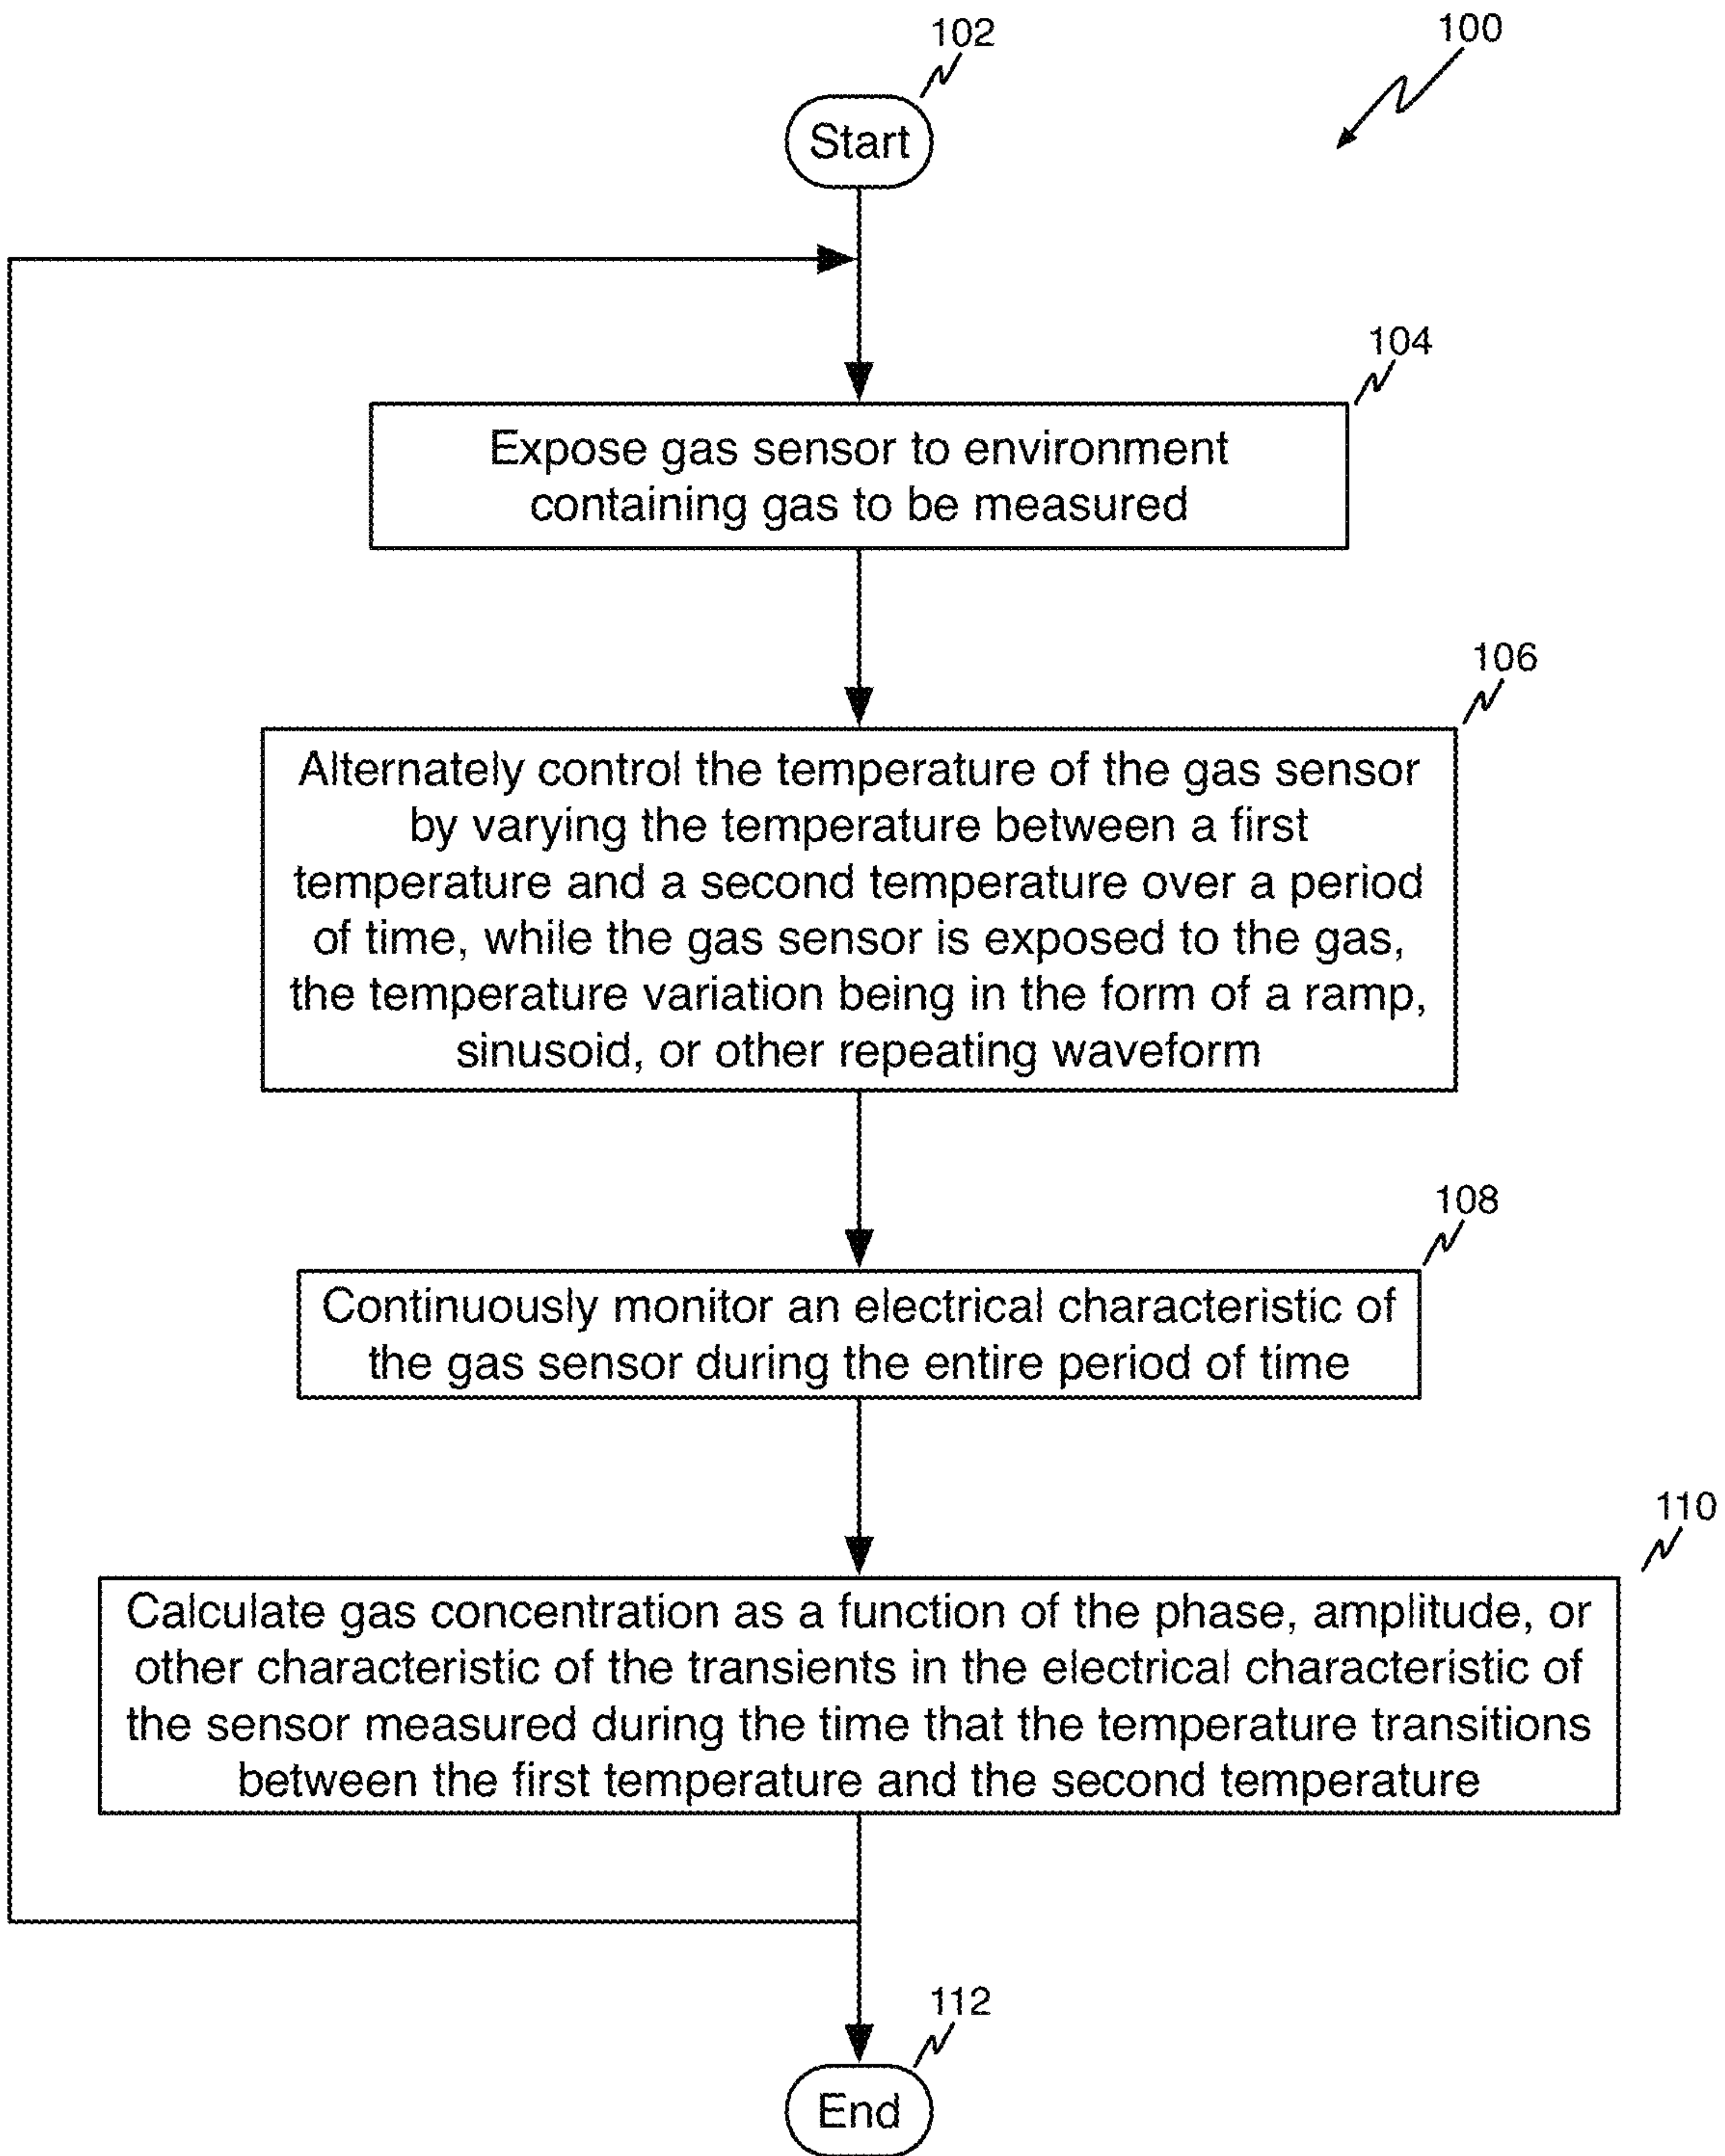 102
100
Start
104
Expose gas sensor to environment
containing gas to be measured
106
Alternately control the temperature of the gas sensor
by varying the temperature between a first
temperature and a second temperature over a period
of time, while the gas sensor is exposed to the gas,
the temperature variation being in the form of a ramp,
sinusoid, or other repeating waveform
108
Continuously monitor an electrical characteristic of
the gas sensor during the entire period of time
110
Calculate gas concentration as a function of the phase, amplitude, or
other characteristic of the transients in the electrical characteristic of
the sensor measured during the time that the temperature transitions
between the first temperature and the second temperature
112
End